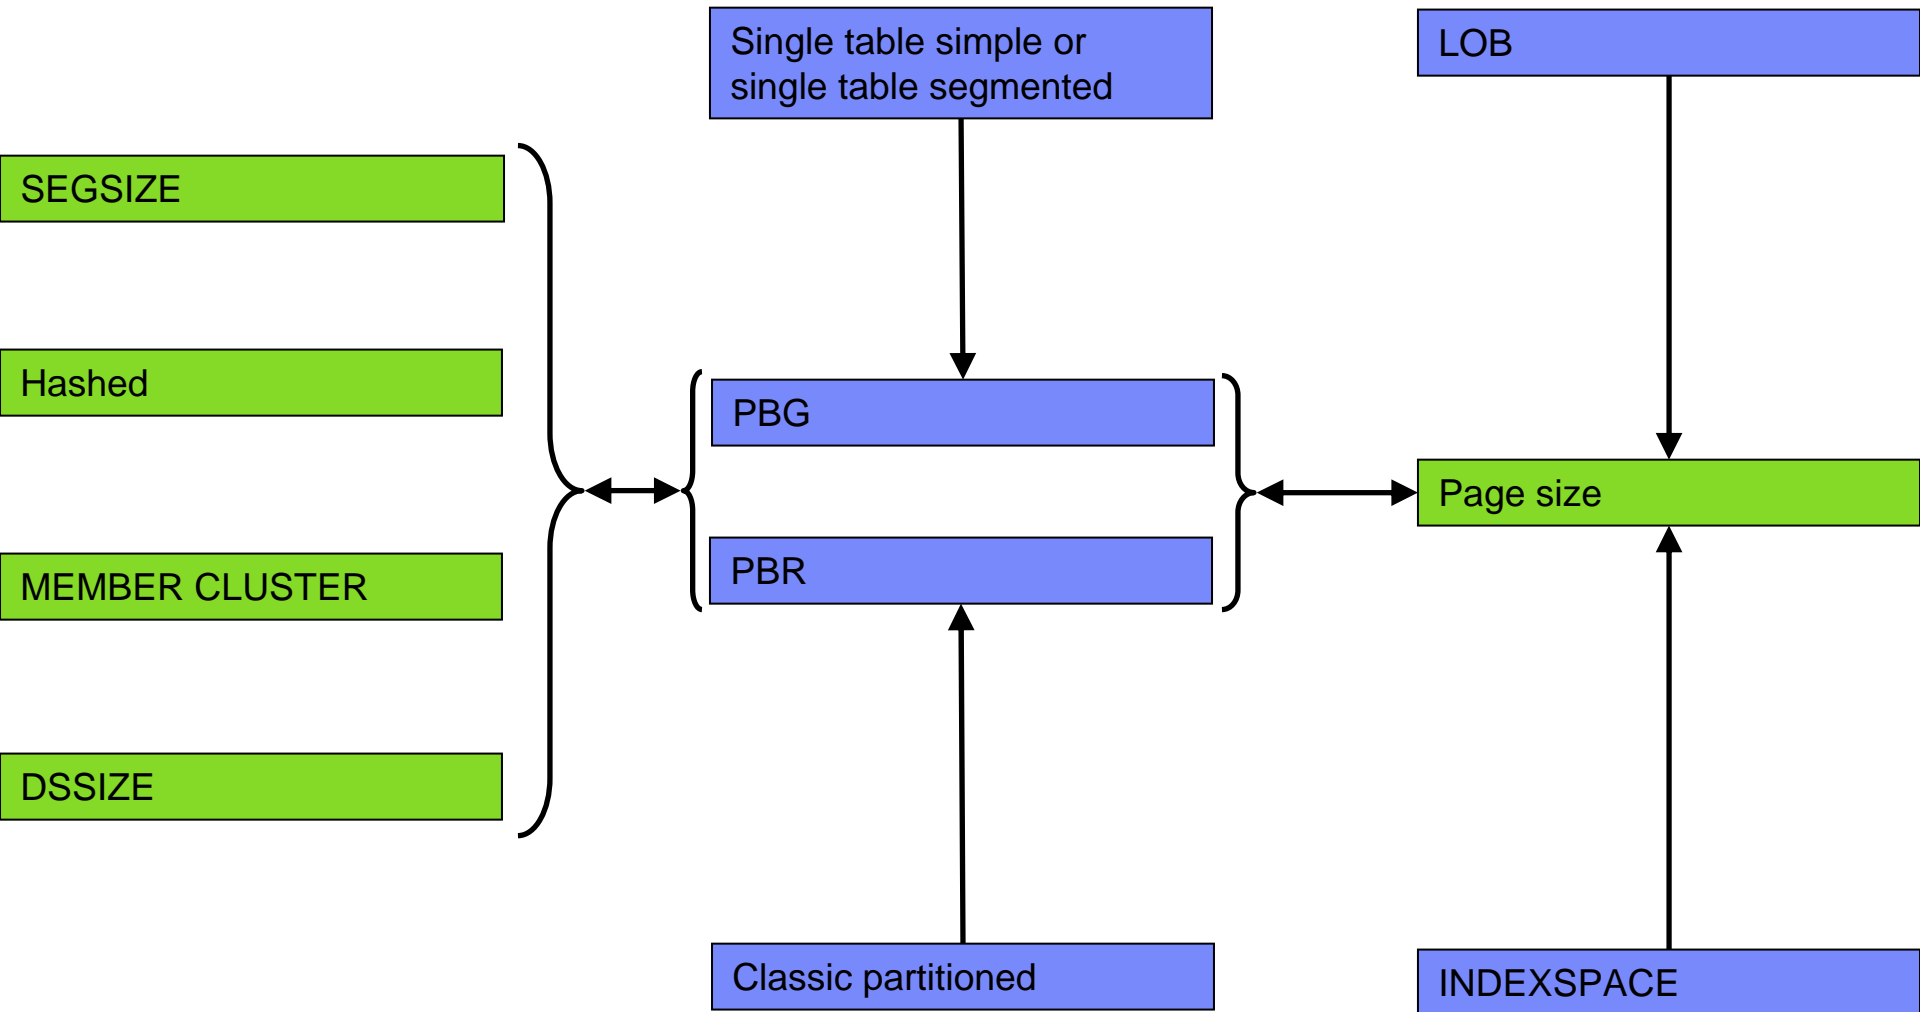 Single table simple or
single table segmented
LOB
SEGSIZE
Hashed
PBG
Page size
PBR
MEMBER CLUSTER
DSSIZE
Classic partitioned
INDEXSPACE